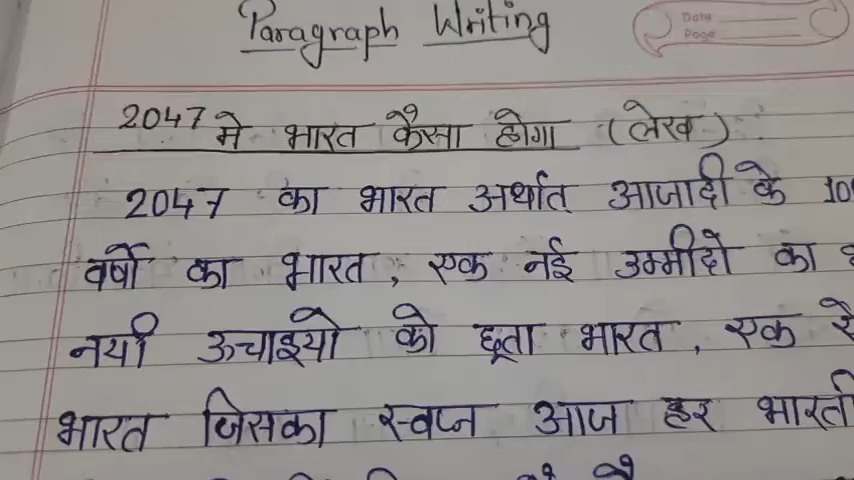 Paragraph Writing
Date
Page
2047 मे भारत कैसा होगा (लेख)
2047 का भारत अर्थात आजादी के
वर्षो का भारत, एक नई उम्मीदो का
नयी ऊचाइयो को छूता भारत, एक
भारत जिसका स्वप्न आज हर